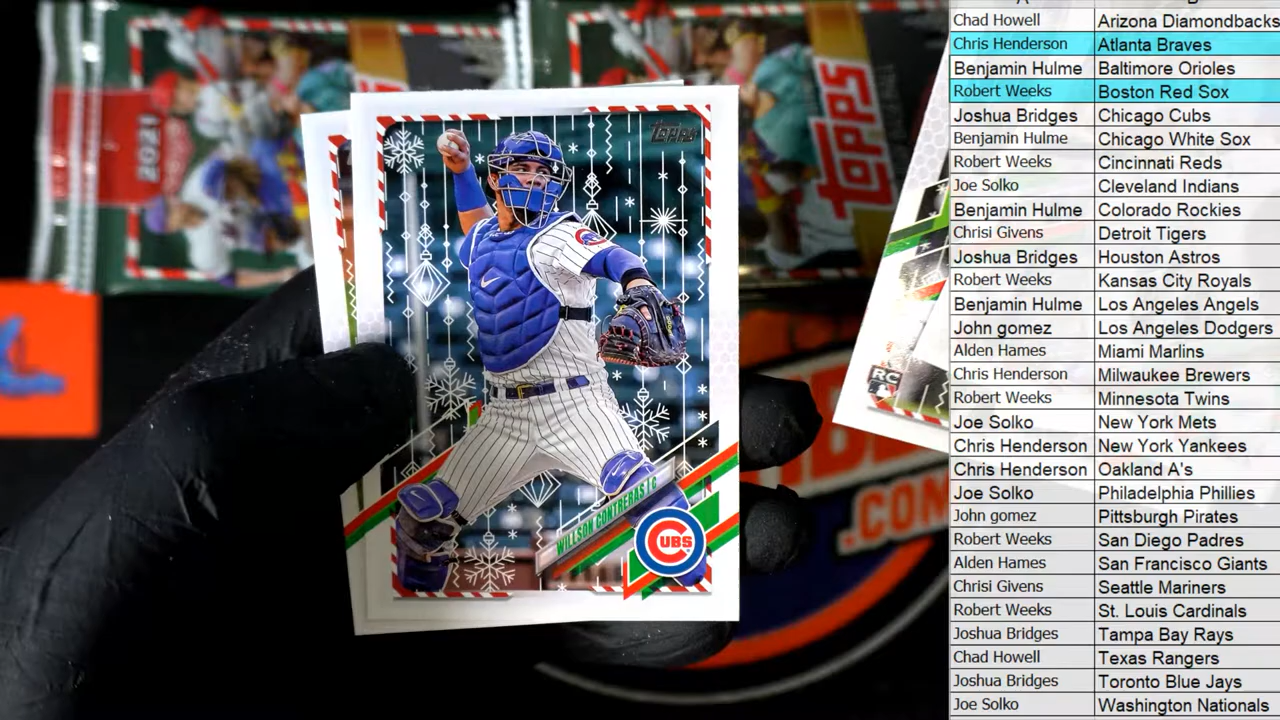 Chad Howell Arizona Diamondbacks
Chris Henderson Atlanta Braves
Benjamin Hulme Baltimore Orioles
Robert Weeks Boston Red Sox
Joshua Bridges Chicago Cubs
Benjamin Hulme Chicago White Sox
Robert Weeks Cincinnati Reds
Joe Solko Cleveland Indians
Benjamin Hulme Colorado Rockies
Chrisi Givens Detroit Tigers
Joshua Bridges Houston Astros
Robert Weeks Kansas City Royals
Benjamin Hulme Los Angeles Angels
John gomez Los Angeles Dodgers
Alden Hames Miami Marlins
Chris Henderson Milwaukee Brewers
Robert Weeks Minnesota Twins
Joe Solko New York Mets
Chris Henderson New York Yankees
Chris Henderson Oakland A's
Joe Solko Philadelphia Phillies
John gomez Pittsburgh Pirates
Robert Weeks San Diego Padres
Alden Hames San Francisco Giants
Chrisi Givens Seattle Mariners
Robert Weeks St. Louis Cardinals
Joshua Bridges Tampa Bay Rays
Chad Howell Texas Rangers
Joshua Bridges Toronto Blue Jays
Joe Solko Washington Nationals
2021
TOPPS
Topps
WILLSON CONTRERAS | C
CUBS
RC
.CON